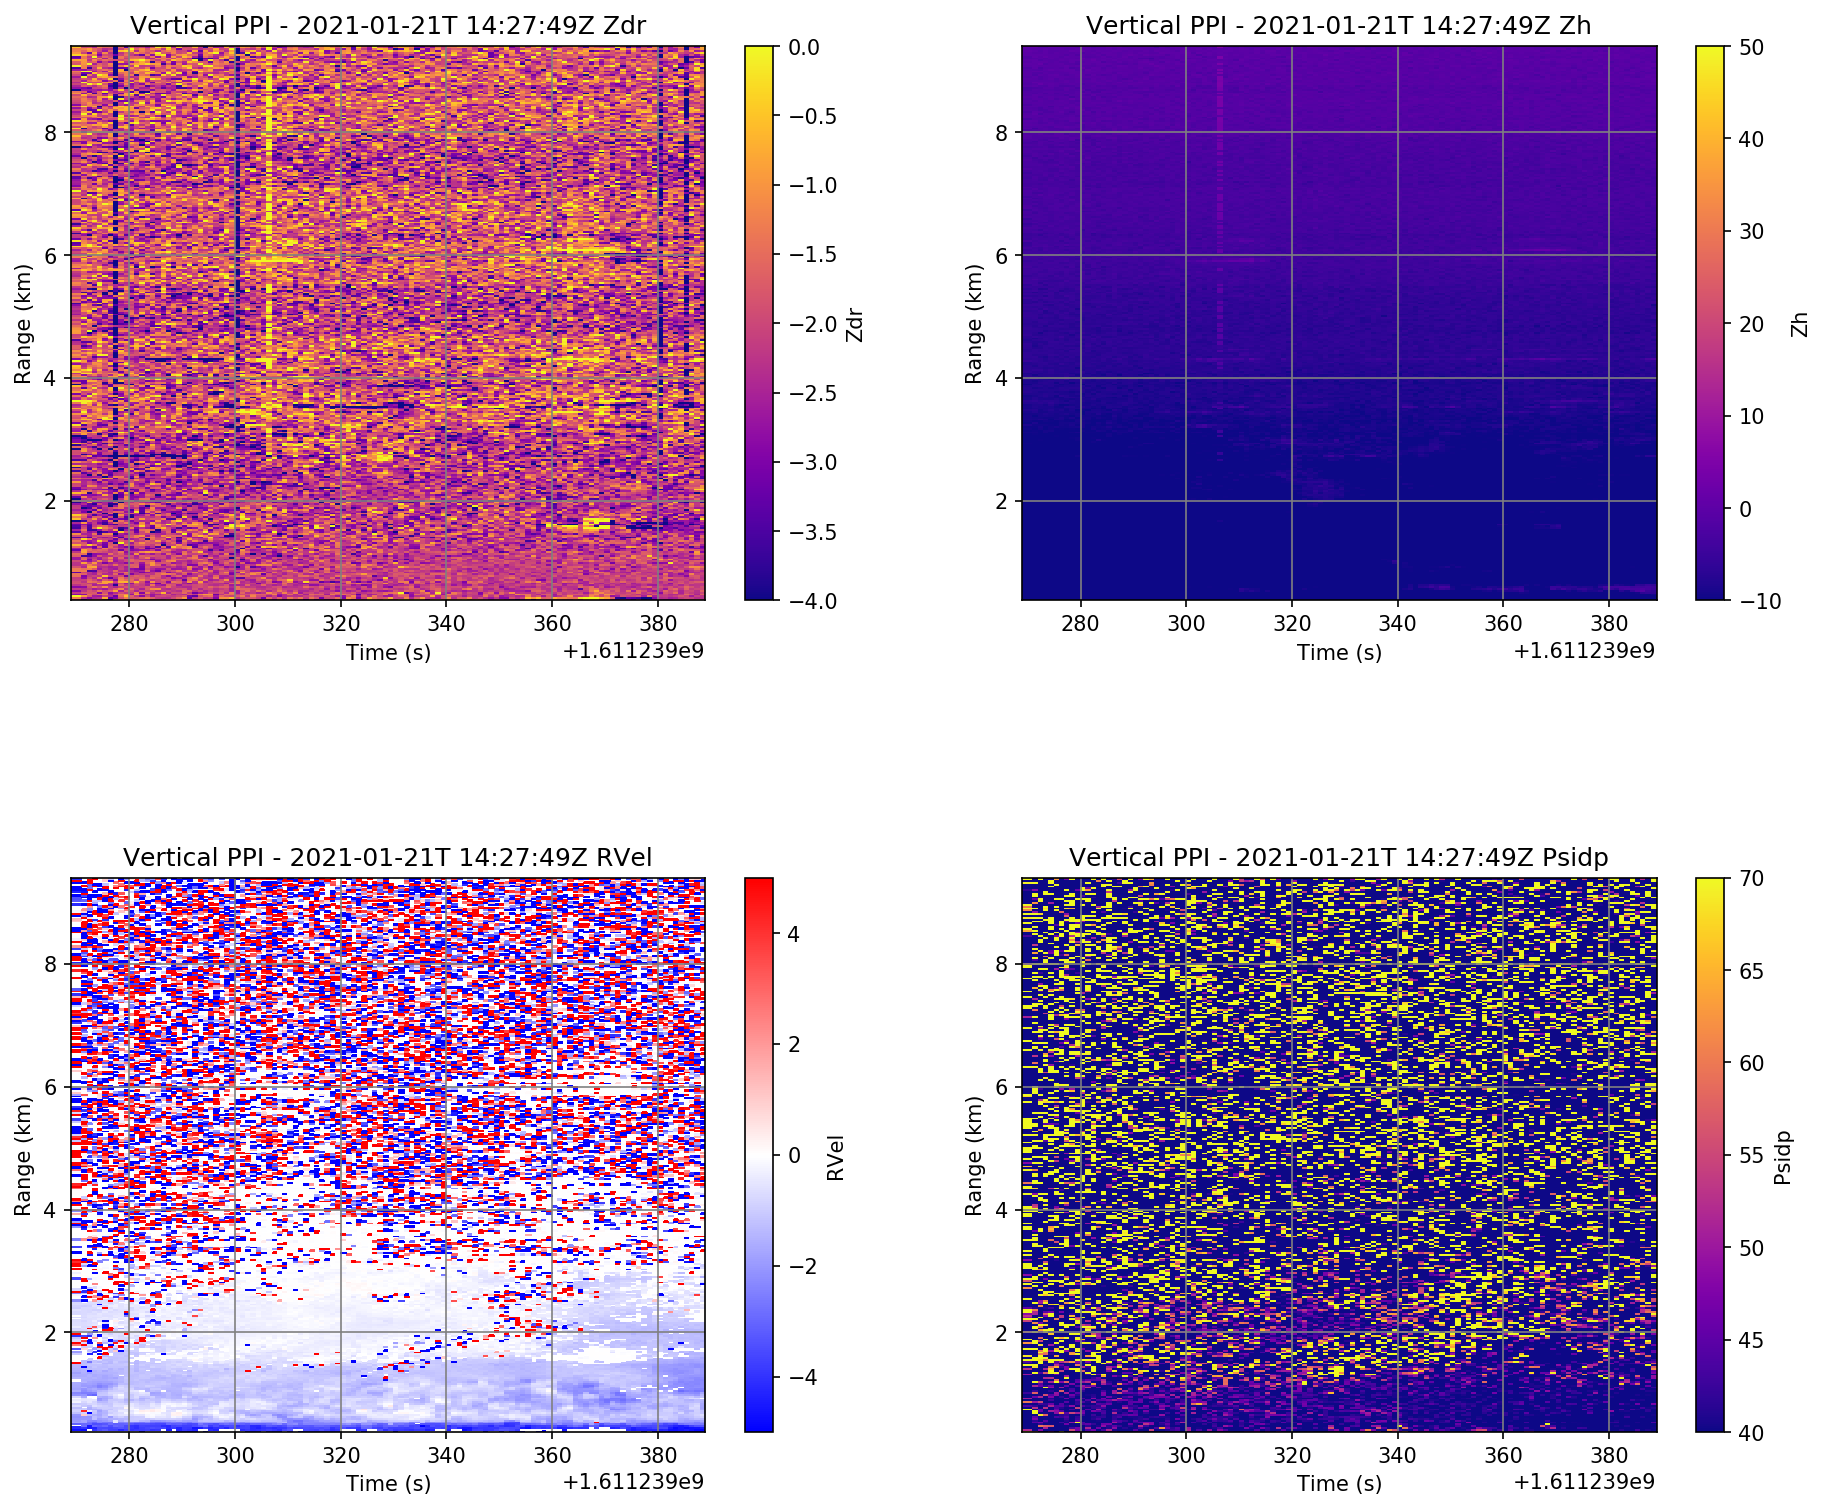 Vertical PPI - 2021-01-21T 14:27:49Z Zdr
Range (km)
8
6
4
2
280 300 320 340 360 380
Time (s)
+1.611239e9
0.0
−0.5
−1.0
−1.5
−2.0
−2.5
−3.0
−3.5
−4.0
Zdr
Vertical PPI - 2021-01-21T 14:27:49Z Zh
Range (km)
8
6
4
2
280 300 320 340 360 380
Time (s)
+1.611239e9
50
40
30
20
10
0
−10
Zh
Vertical PPI - 2021-01-21T 14:27:49Z RVel
Range (km)
8
6
4
2
280 300 320 340 360 380
Time (s)
+1.611239e9
4
2
0
−2
−4
RVel
Vertical PPI - 2021-01-21T 14:27:49Z Psidp
Range (km)
8
6
4
2
280 300 320 340 360 380
Time (s)
+1.611239e9
70
65
60
55
50
45
40
Psidp